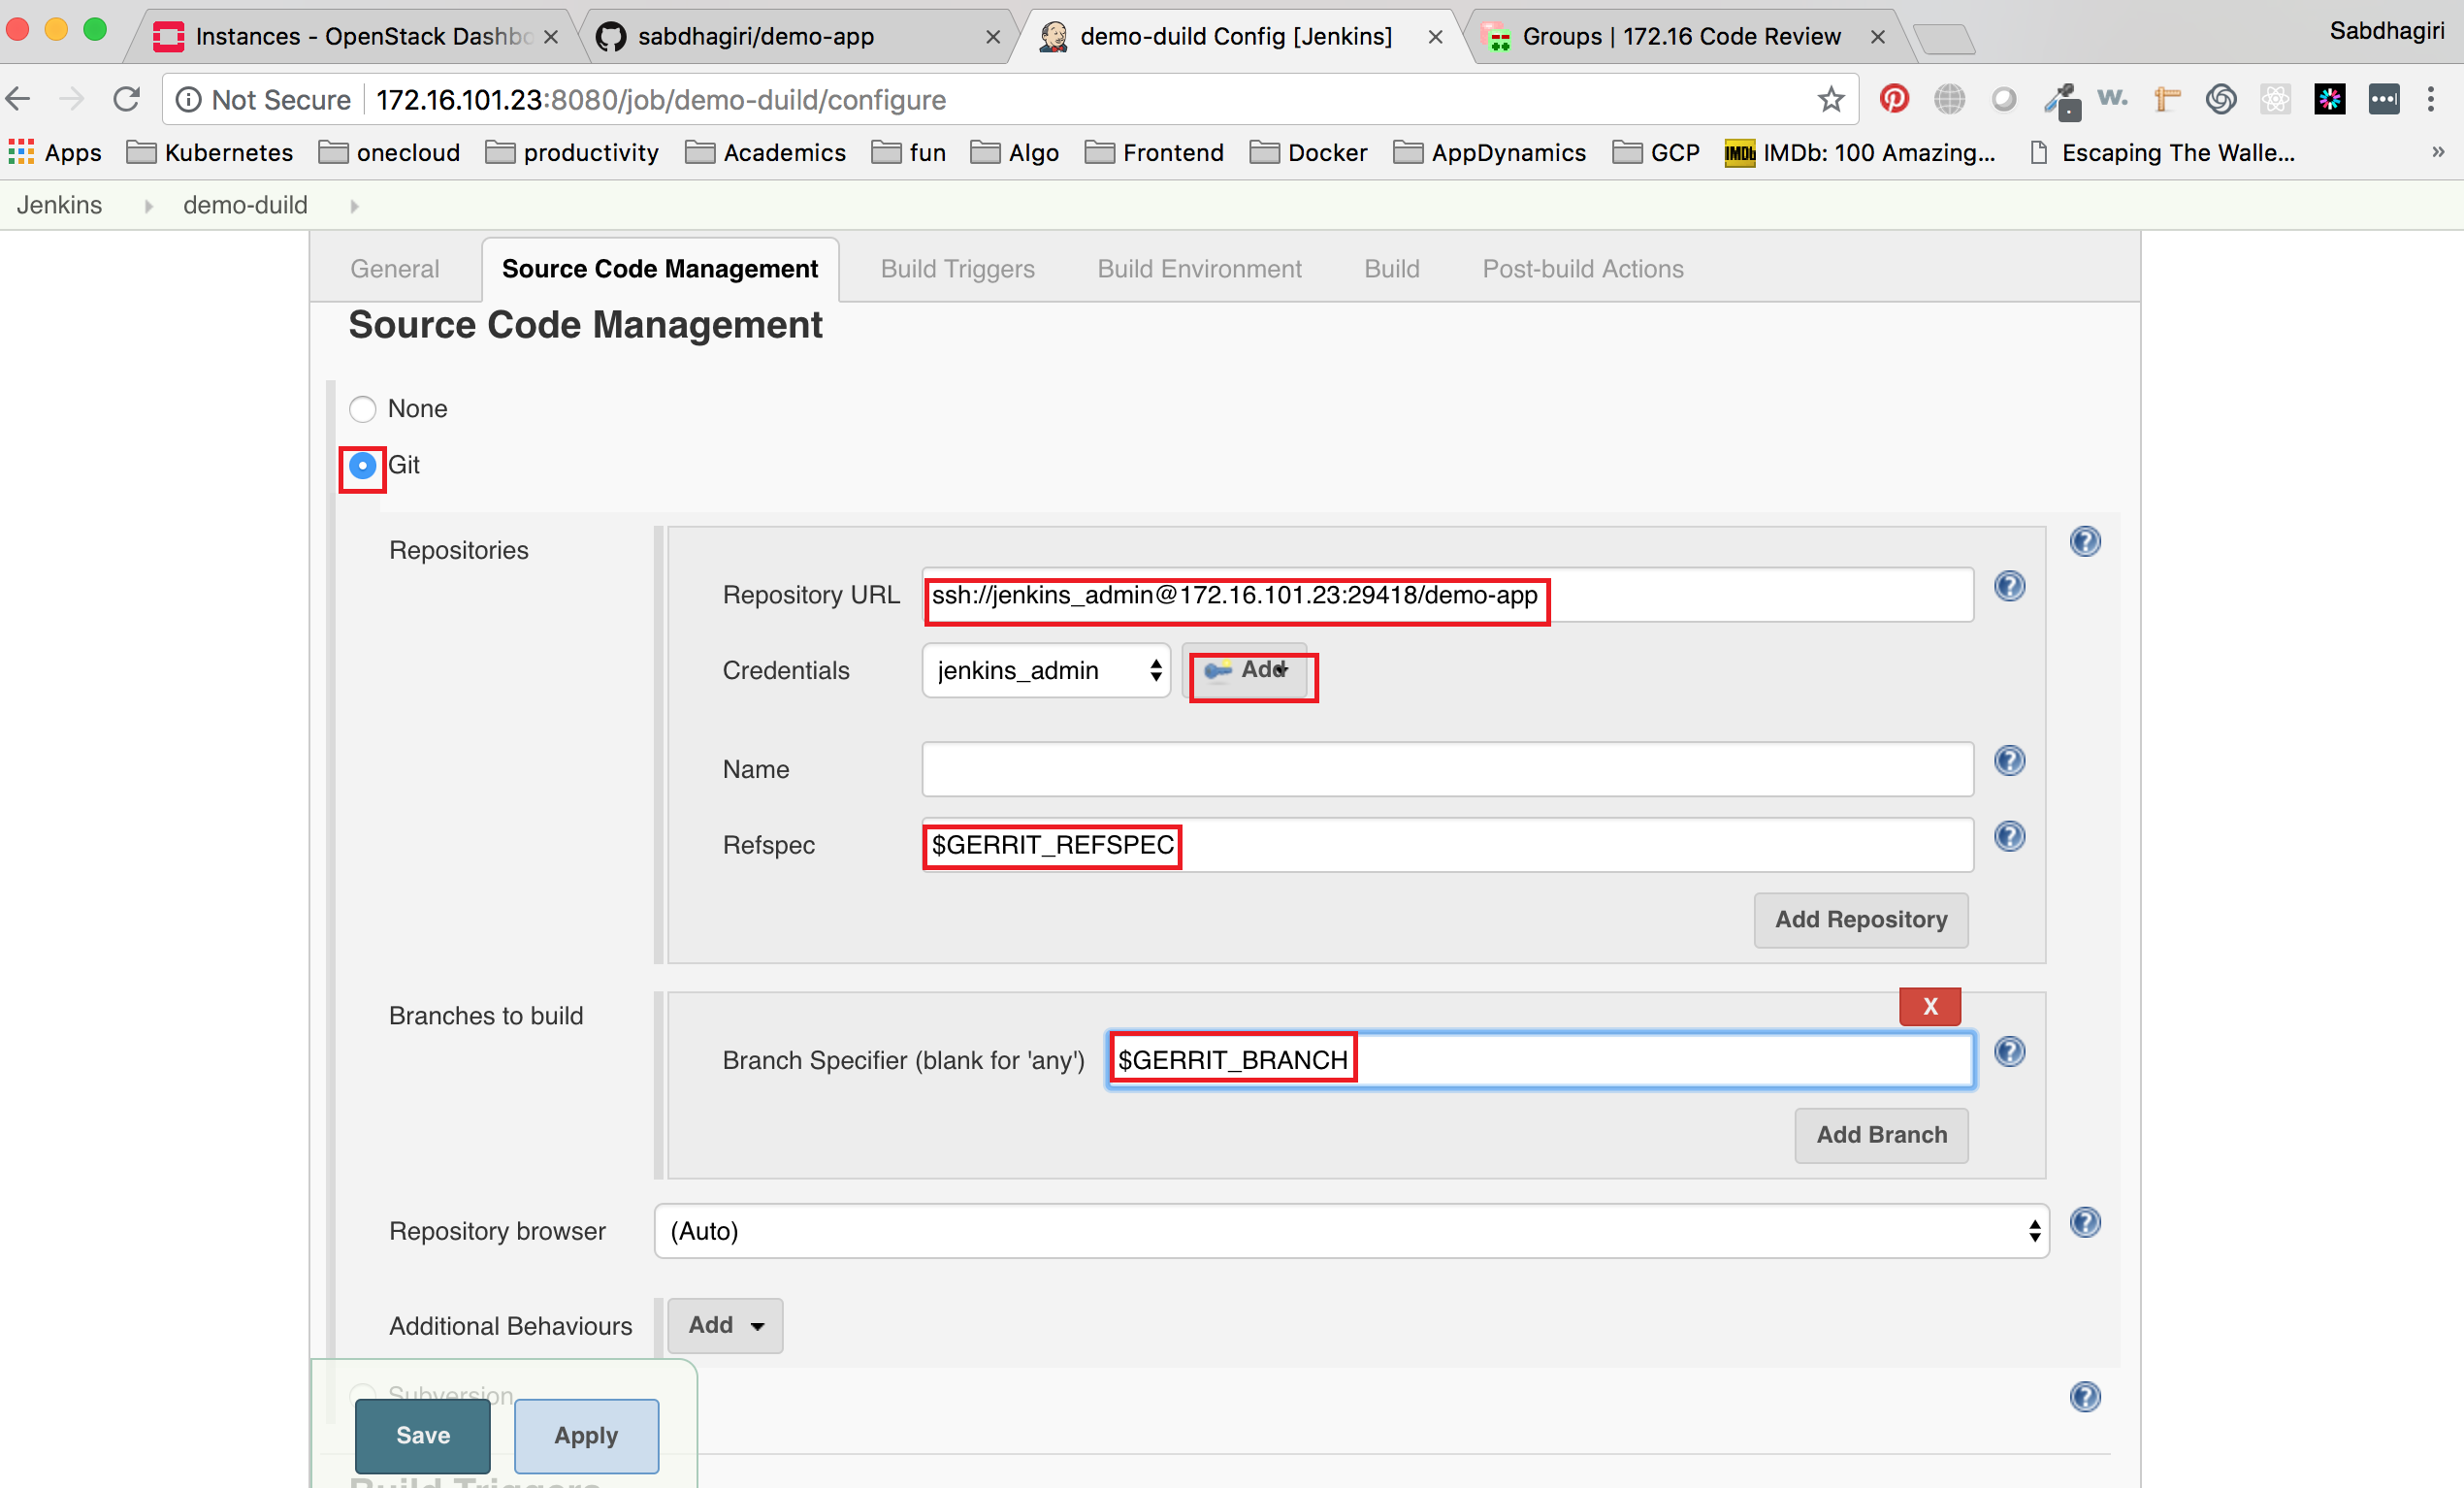 Instances - OpenStack Dashbo
sabdhagiri/demo-app
demo-duild Config [Jenkins]
Groups | 172.16 Code Review
Sabdhagiri
Not Secure 172.16.101.23:8080/job/demo-duild/configure
w.
Apps Kubernetes onecloud productivity Academics fun Algo Frontend Docker AppDynamics GCP IMDb IMDb: 100 Amazing... Escaping The Walle... »
Jenkins demo-duild
General Source Code Management Build Triggers Build Environment Build Post-build Actions
Source Code Management
None
Git
Repositories
Repository URL ssh://jenkins_admin@172.16.101.23:29418/demo-app
Credentials jenkins_admin Add
Name
Refspec $GERRIT_REFSPEC
Add Repository
Branches to build
X
Branch Specifier (blank for 'any') $GERRIT_BRANCH
Add Branch
Repository browser (Auto)
Additional Behaviours Add
Subversion
Save Apply
Build Triggers